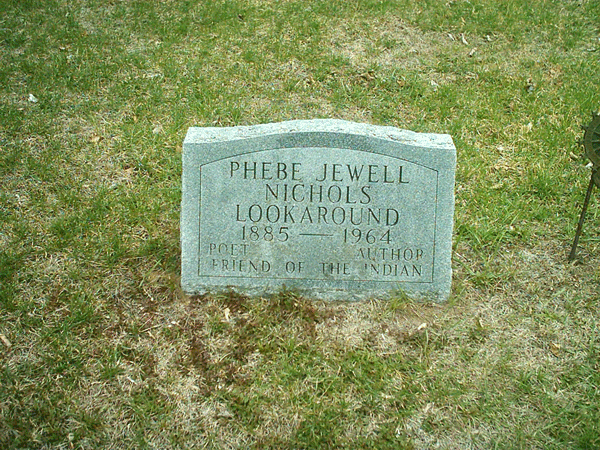 PHEBE JEWELL
NICHOLS
LOOKAROUND
1885 — 1964
POET AUTHOR
FRIEND OF THE INDIAN